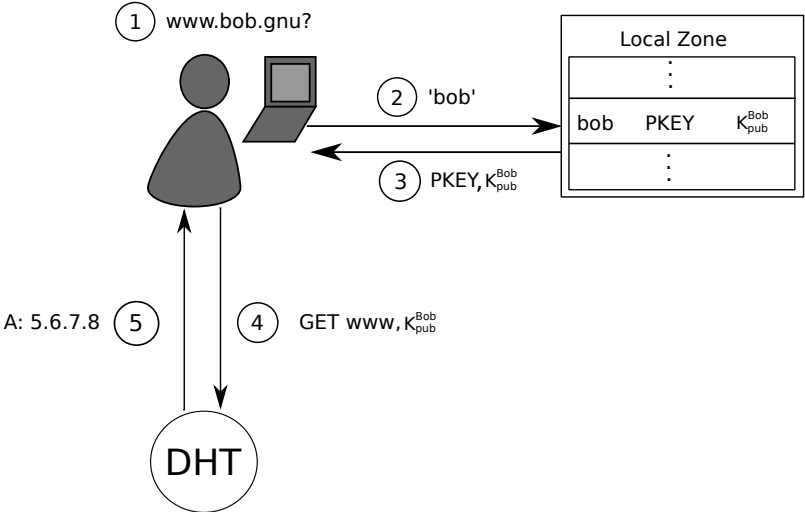 1 www.bob.gnu?
Local Zone
2 'bob'
bob PKEY K^Bob_pub
3 PKEY,K^Bob_pub
A: 5.6.7.8 5
4 GET www,K^Bob_pub
DHT